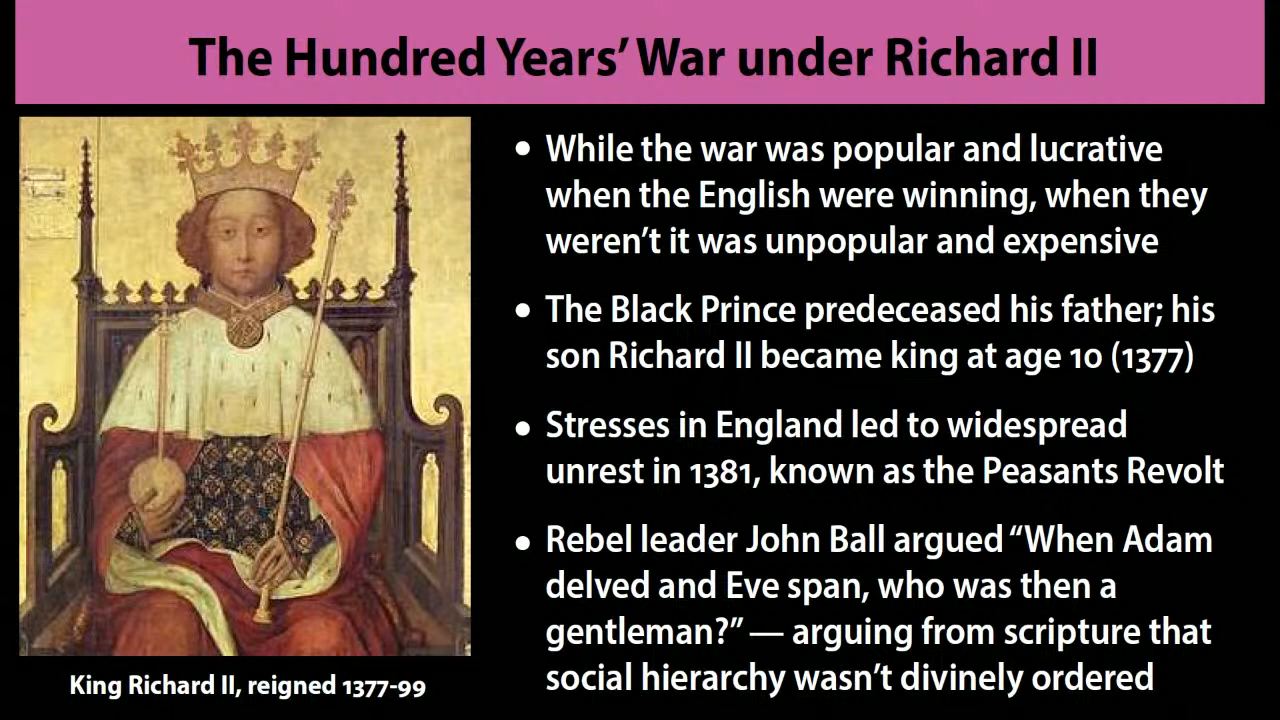 The Hundred Years’ War under Richard II
• While the war was popular and lucrative
when the English were winning, when they
weren’t it was unpopular and expensive
• The Black Prince predeceased his father; his
son Richard II became king at age 10 (1377)
• Stresses in England led to widespread
unrest in 1381, known as the Peasants Revolt
• Rebel leader John Ball argued “When Adam
delved and Eve span, who was then a
gentleman?” — arguing from scripture that
social hierarchy wasn’t divinely ordered
King Richard II, reigned 1377-99